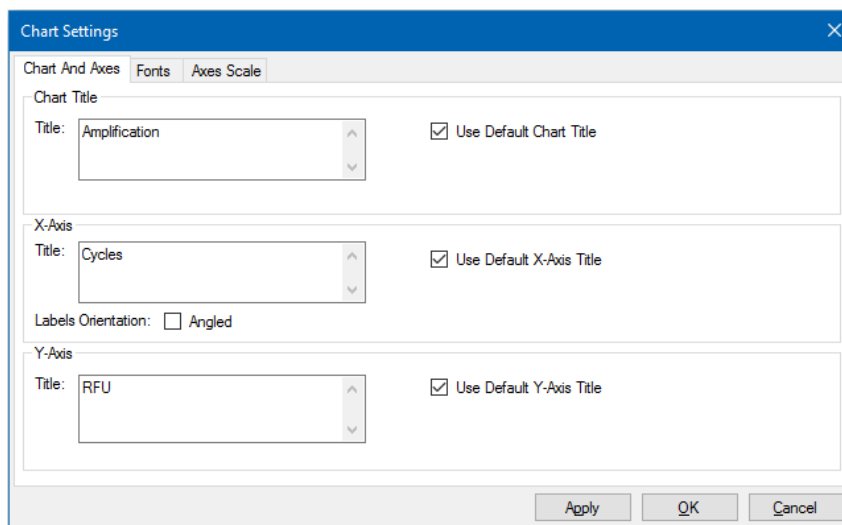 Chart Settings
Chart And Axes Fonts Axes Scale
Chart Title
Title: Amplification Use Default Chart Title
X-Axis
Title: Cycles Use Default X-Axis Title
Labels Orientation: Angled
Y-Axis
Title: RFU Use Default Y-Axis Title
Apply OK Cancel